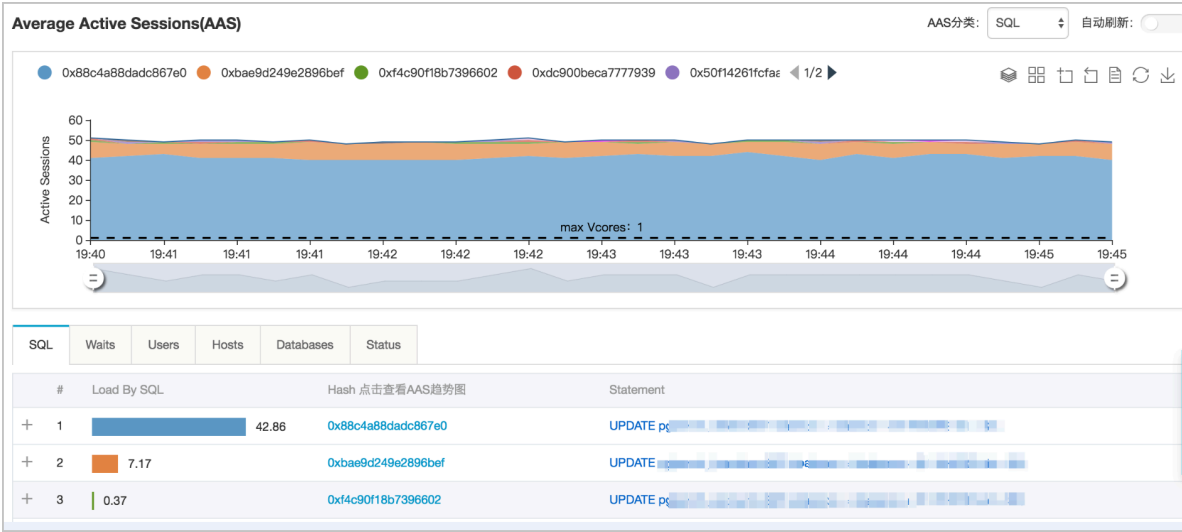 Average Active Sessions(AAS)
AAS分类: SQL 自动刷新:
0x88c4a88dadc867e0 0xbae9d249e2896bef 0xf4c90f18b7396602 0xdc900beca7777939 0x50f14261fcfaa 1/2
Active Sessions
60
50
40
30
20
10
0
max Vcores: 1
19:40 19:41 19:41 19:41 19:42 19:42 19:42 19:43 19:43 19:43 19:44 19:44 19:44 19:45 19:45
SQL Waits Users Hosts Databases Status
# Load By SQL Hash 点击查看AAS趋势图 Statement
1 42.86 0x88c4a88dadc867e0 UPDATE
2 7.17 0xbae9d249e2896bef UPDATE
3 0.37 0xf4c90f18b7396602 UPDATE